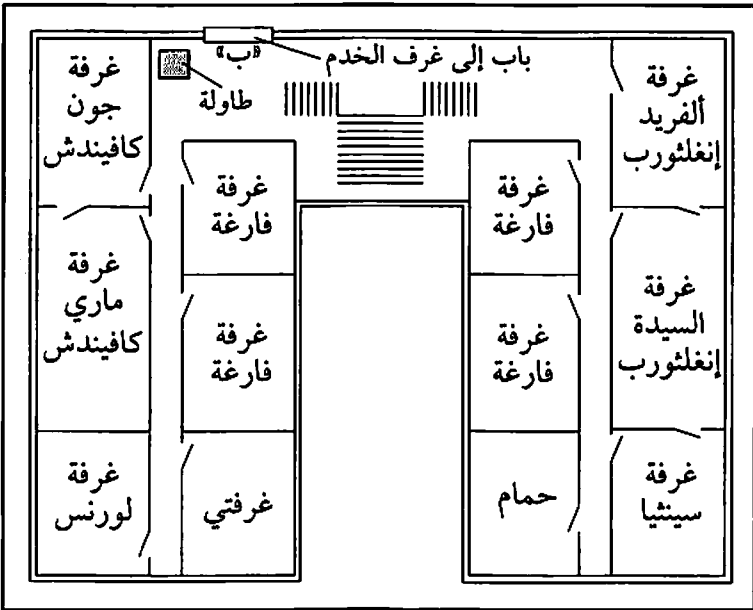 باب إلى غرف الخدم
«ب»
طاولة
غرفة
ألفريد
إنغلثورب
غرفة
السيدة
إنغلثورب
غرفة
سينثيا
غرفة
فارغة
غرفة
فارغة
حمام
غرفة
فارغة
غرفة
فارغة
غرفتي
غرفة
جون
كافيندش
غرفة
ماري
كافيندش
غرفة
لورنس